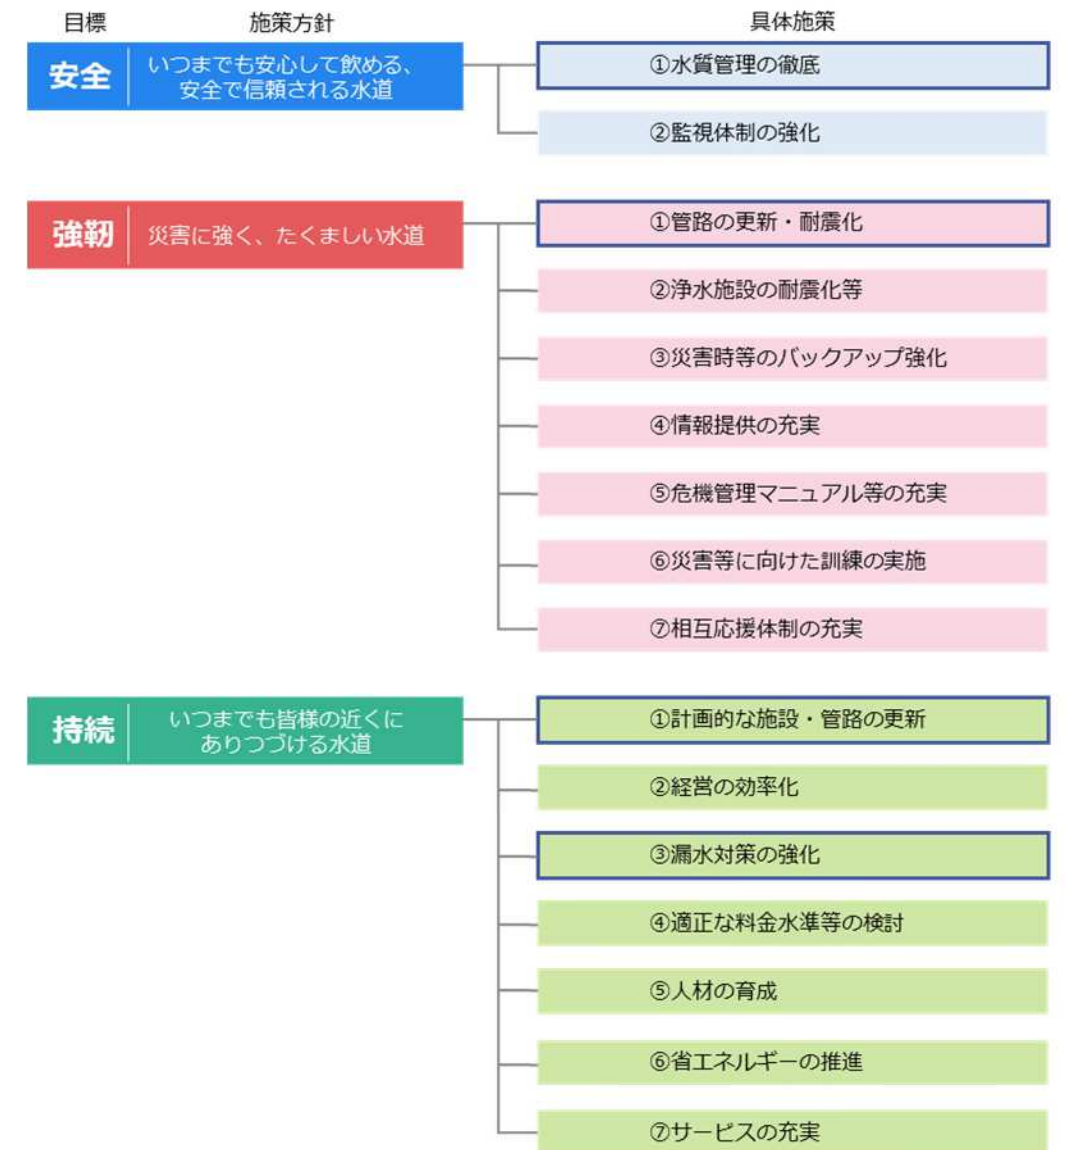 目標 施策方針 具体施策
安全 いつまでも安心して飲める、
安全で信頼される水道
①水質管理の徹底
②監視体制の強化
強靭 災害に強く、たくましい水道
①管路の更新・耐震化
②浄水施設の耐震化等
③災害時等のバックアップ強化
④情報提供の充実
⑤危機管理マニュアル等の充実
⑥災害等に向けた訓練の実施
⑦相互応援体制の充実
持続 いつまでも皆様の近くに
ありつづける水道
①計画的な施設・管路の更新
②経営の効率化
③漏水対策の強化
④適正な料金水準等の検討
⑤人材の育成
⑥省エネルギーの推進
⑦サービスの充実